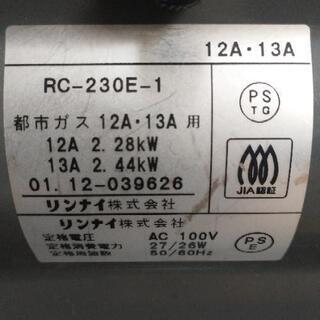 12A・13A
RC-230E-1
PS
TG
都市ガス 12A・13A 用
12A 2.28kW
13A 2.44kW
JIA認証
01.12-039626
リンナイ株式会社
リンナイ株式会社
定格電圧 AC 100V
定格消費電力 27/26W
定格周波数 50/60Hz
PS
E